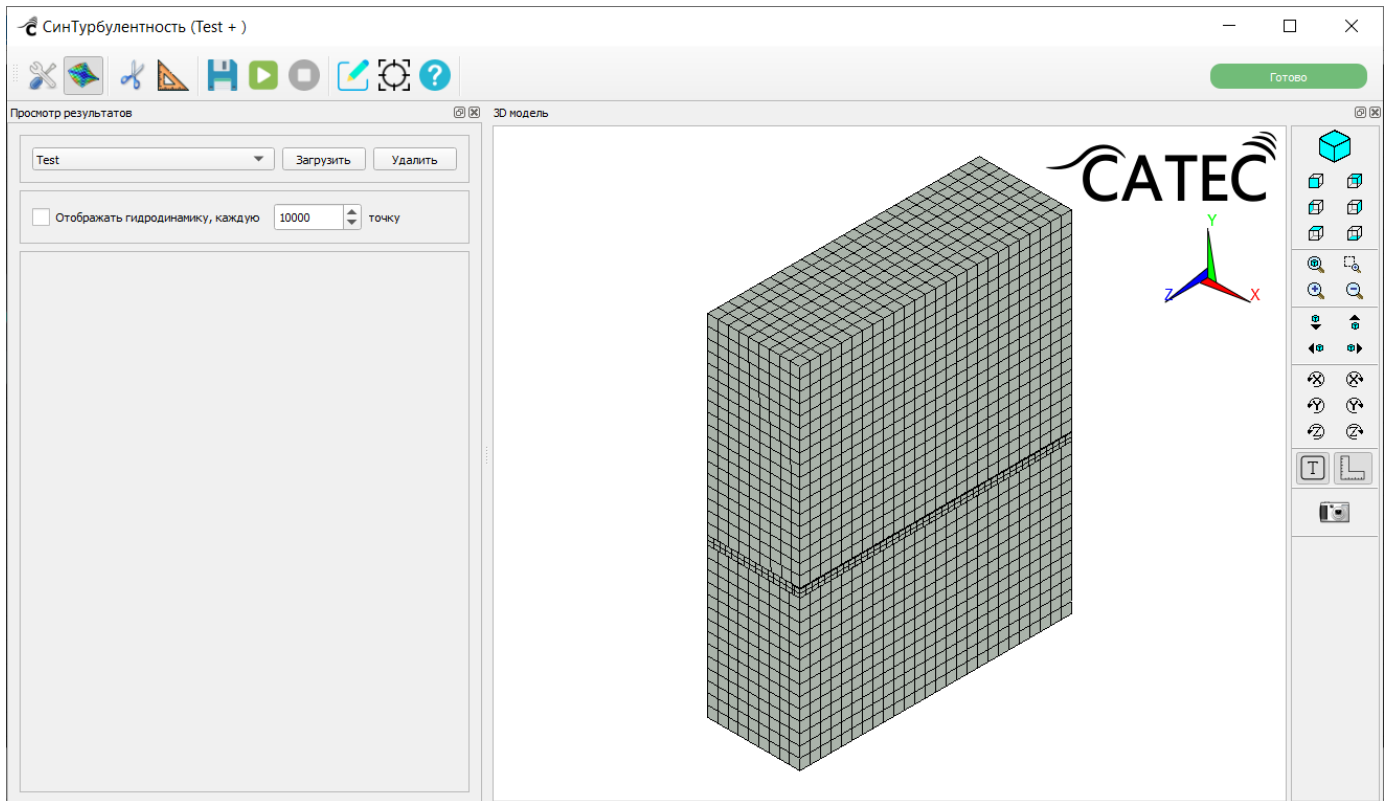 СинТурбулентность (Test + )
Готово
Просмотр результатов
3D модель
Test
Загрузить
Удалить
Отображать гидродинамику, каждую 10000 точку
CATEC
Y
Z
X
X X
Y Y
Z Z
T